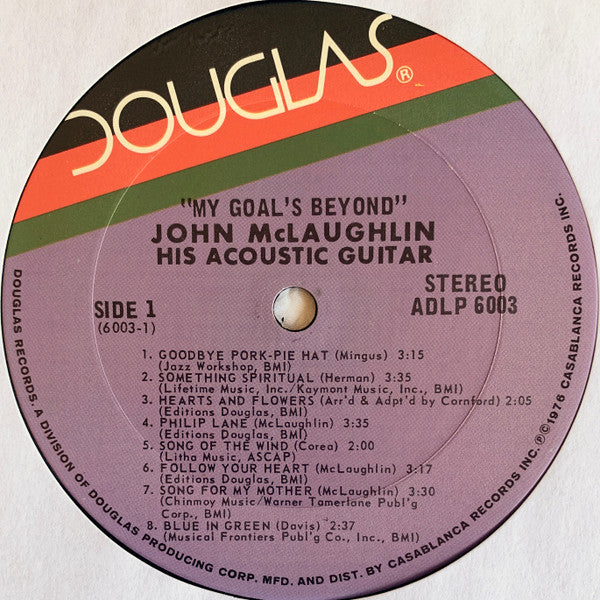 DOUGLAS®
"MY GOAL'S BEYOND"
JOHN McLAUGHLIN
HIS ACOUSTIC GUITAR
SIDE 1
(6003-1)
STEREO
ADLP 6003
1. GOODBYE PORK-PIE HAT (Mingus) 3:15
(Jazz Workshop, BMI)
2. SOMETHING SPIRITUAL (Herman) 3:35
(Lifetime Music, Inc./Kaymont Music, Inc., BMI)
3. HEARTS AND FLOWERS (Arr'd & Adpt'd by Cornford) 2:05
(Editions Douglas, BMI)
4. PHILIP LANE (McLaughlin) 3:35
(Editions Douglas, BMI)
5. SONG OF THE WIND (Corea) 2:00
(Litha Music, ASCAP)
6. FOLLOW YOUR HEART (McLaughlin) 3:17
(Editions Douglas, BMI)
7. SONG FOR MY MOTHER (McLaughlin) 3:30
(Chinmoy Music/Warner Tamerlane Publ'g
Corp., BMI)
8. BLUE IN GREEN (Davis) 2:37
(Musical Frontiers Publ'g Co., Inc., BMI)
DOUGLAS RECORDS, A DIVISION OF DOUGLAS PRODUCING CORP. MFD. AND DIST. BY CASABLANCA RECORDS INC. ℗©1976 CASABLANCA RECORDS INC.